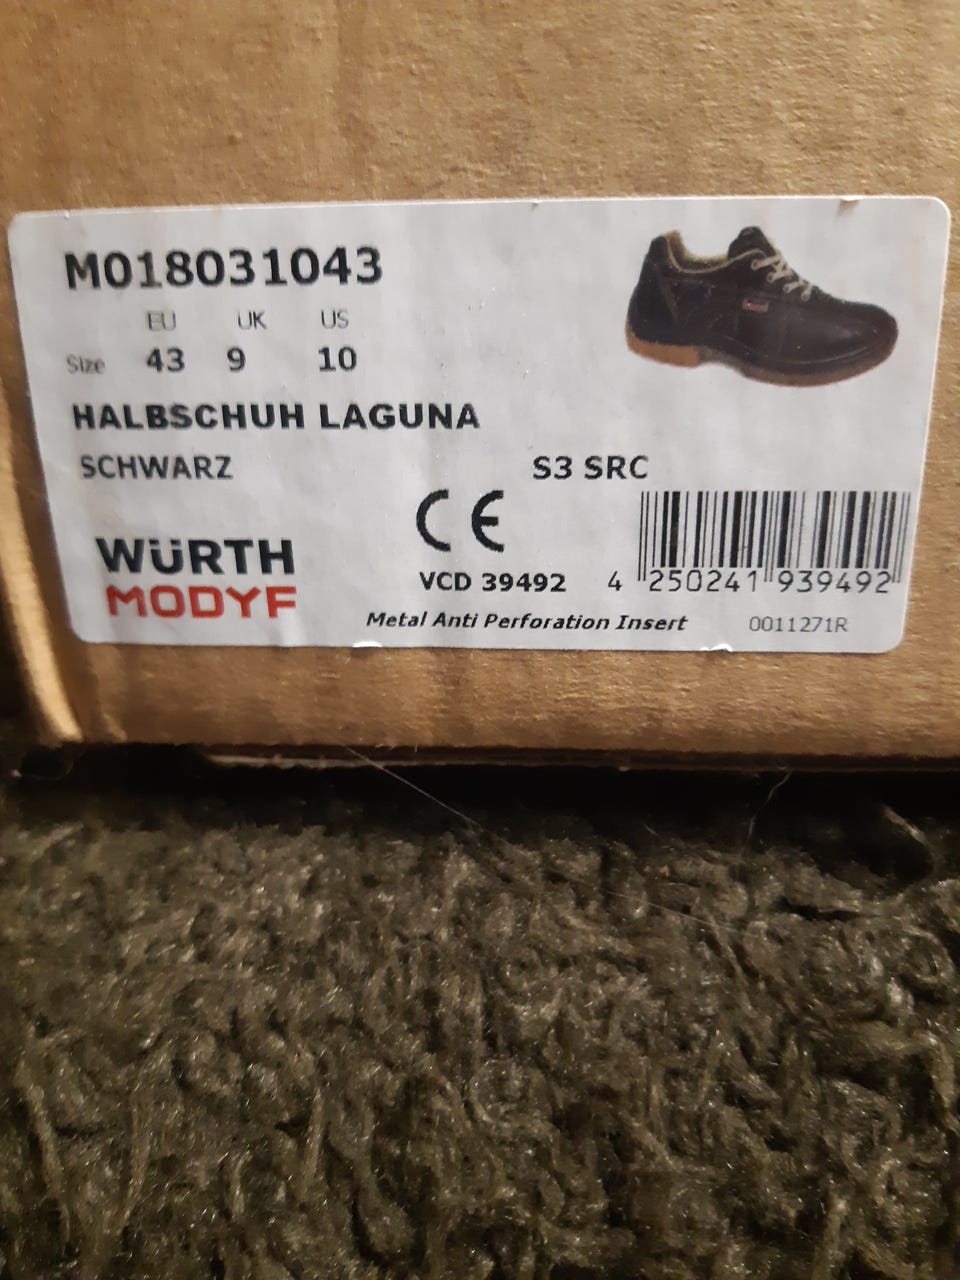 M018031043
EU UK US
Size 43 9 10
HALBSCHUH LAGUNA
SCHWARZ S3 SRC
CE
WÜRTH
MODYF
VCD 39492 4 250241 939492
Metal Anti Perforation Insert 0011271R